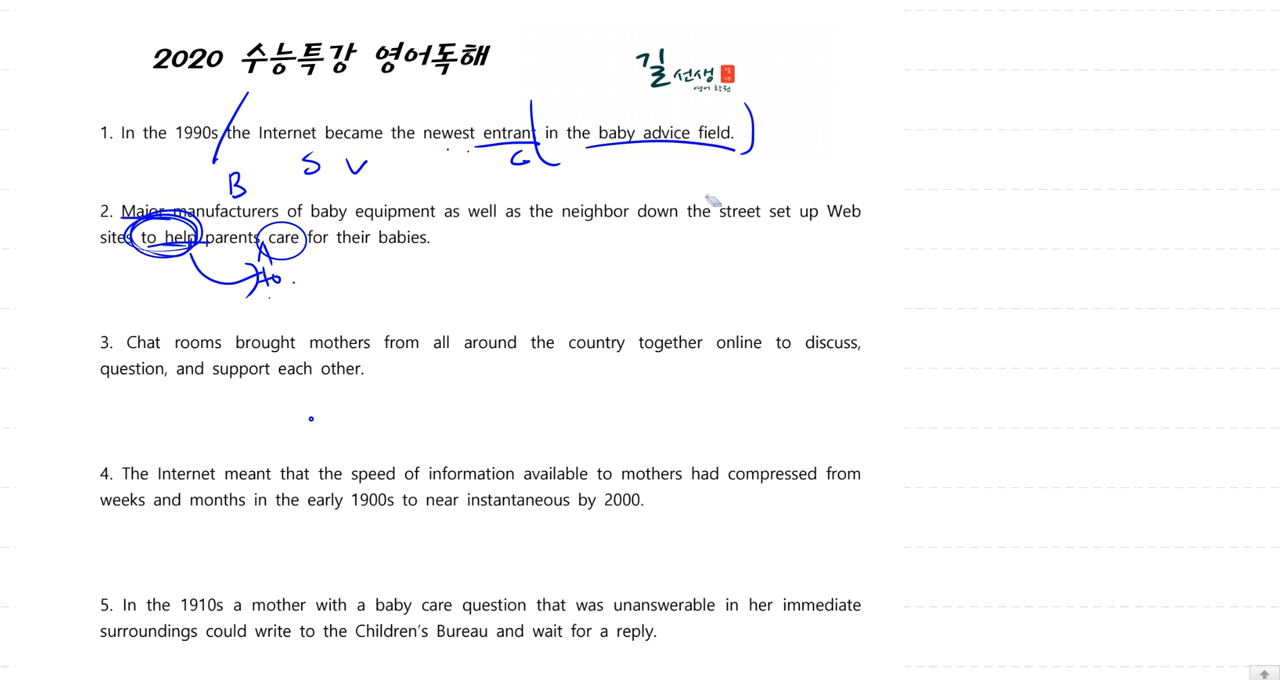 2020 수능특강 영어독해
길 선생
영어 학원
1. In the 1990s the Internet became the newest entrant in the baby advice field.
S V C
B
2. Major manufacturers of baby equipment as well as the neighbor down the street set up Web
sites to help parents care for their babies.
A
to
3. Chat rooms brought mothers from all around the country together online to discuss,
question, and support each other.
4. The Internet meant that the speed of information available to mothers had compressed from
weeks and months in the early 1900s to near instantaneous by 2000.
5. In the 1910s a mother with a baby care question that was unanswerable in her immediate
surroundings could write to the Children's Bureau and wait for a reply.